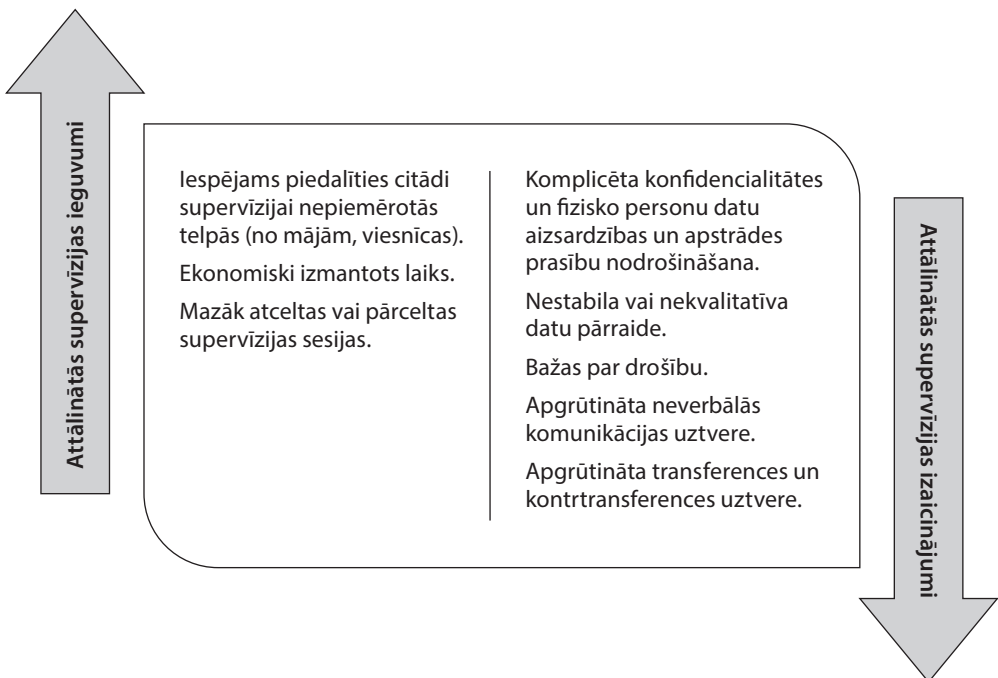 Attālinātās supervīzijas ieguvumi
Iespējams piedalīties citādi
supervīzijai nepiemērotās
telpās (no mājām, viesnīcas).
Ekonomiski izmantots laiks.
Mazāk atceltas vai pārceltas
supervīzijas sesijas.
Komplicēta konfidencialitātes
un fizisko personu datu
aizsardzības un apstrādes
prasību nodrošināšana.
Nestabila vai nekvalitatīva
datu pārraide.
Bažas par drošību.
Apgrūtināta neverbālās
komunikācijas uztvere.
Apgrūtināta transferences un
kontrtransferences uztvere.
Attālinātās supervīzijas izaicinājumi